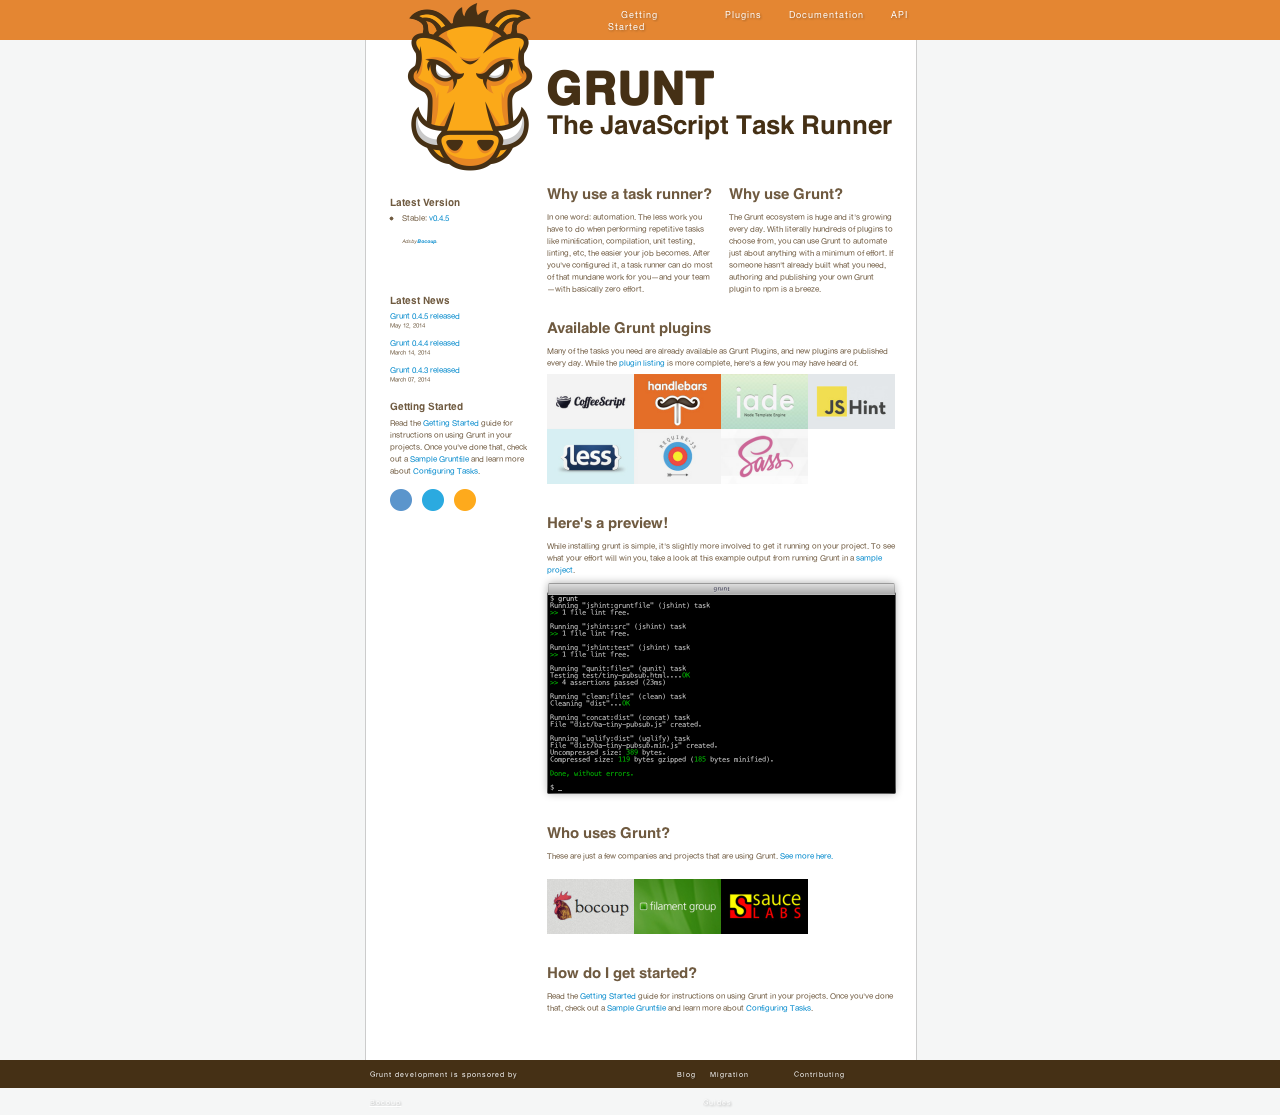 Getting Started
Plugins
Documentation
API
GRUNT
The JavaScript Task Runner
Latest Version
Stable: v0.4.5
Ads by Bocoup.
Latest News
Grunt 0.4.5 released
May 12, 2014
Grunt 0.4.4 released
March 14, 2014
Grunt 0.4.3 released
March 07, 2014
Getting Started
Read the Getting Started guide for
instructions on using Grunt in your
projects. Once you've done that, check
out a Sample Gruntfile and learn more
about Configuring Tasks.
Why use a task runner?
In one word: automation. The less work you
have to do when performing repetitive tasks
like minification, compilation, unit testing,
linting, etc, the easier your job becomes. After
you've configured it, a task runner can do most
of that mundane work for you—and your team
—with basically zero effort.
Why use Grunt?
The Grunt ecosystem is huge and it's growing
every day. With literally hundreds of plugins to
choose from, you can use Grunt to automate
just about anything with a minimum of effort. If
someone hasn't already built what you need,
authoring and publishing your own Grunt
plugin to npm is a breeze.
Available Grunt plugins
Many of the tasks you need are already available as Grunt Plugins, and new plugins are published
every day. While the plugin listing is more complete, here's a few you may have heard of.
CoffeeScript
handlebars
jade
Node Template Engine
JS Hint
{less}
REQUIRE·JS
Sass
Here's a preview!
While installing grunt is simple, it's slightly more involved to get it running on your project. To see
what your effort will win you, take a look at this example output from running Grunt in a sample
project.
grunt
$ grunt
Running "jshint:gruntfile" (jshint) task
>> 1 file lint free.
Running "jshint:src" (jshint) task
>> 1 file lint free.
Running "jshint:test" (jshint) task
>> 1 file lint free.
Running "qunit:files" (qunit) task
Testing test/tiny-pubsub.html....OK
>> 4 assertions passed (23ms)
Running "clean:files" (clean) task
Cleaning "dist"...OK
Running "concat:dist" (concat) task
File "dist/ba-tiny-pubsub.js" created.
Running "uglify:dist" (uglify) task
File "dist/ba-tiny-pubsub.min.js" created.
Uncompressed size: 389 bytes.
Compressed size: 119 bytes gzipped (185 bytes minified).
Done, without errors.
$ _
Who uses Grunt?
These are just a few companies and projects that are using Grunt. See more here.
bocoup
filament group
S sauce
LABS
How do I get started?
Read the Getting Started guide for instructions on using Grunt in your projects. Once you've done
that, check out a Sample Gruntfile and learn more about Configuring Tasks.
Grunt development is sponsored by
Blog
Migration
Contributing
Bocoup
Guides